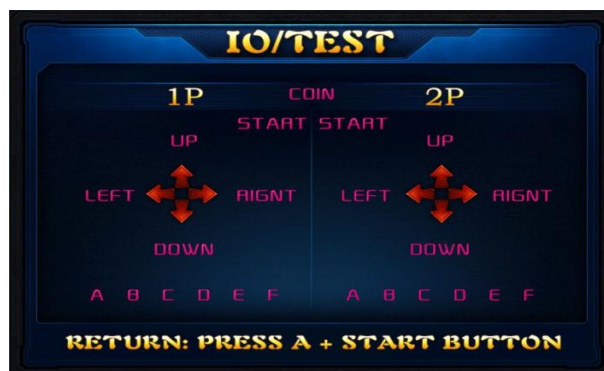 IO/TEST
1P COIN 2P
START START
UP UP
LEFT RIGNT LEFT RIGNT
DOWN DOWN
A B C D E F A B C D E F
RETURN: PRESS A + START BUTTON